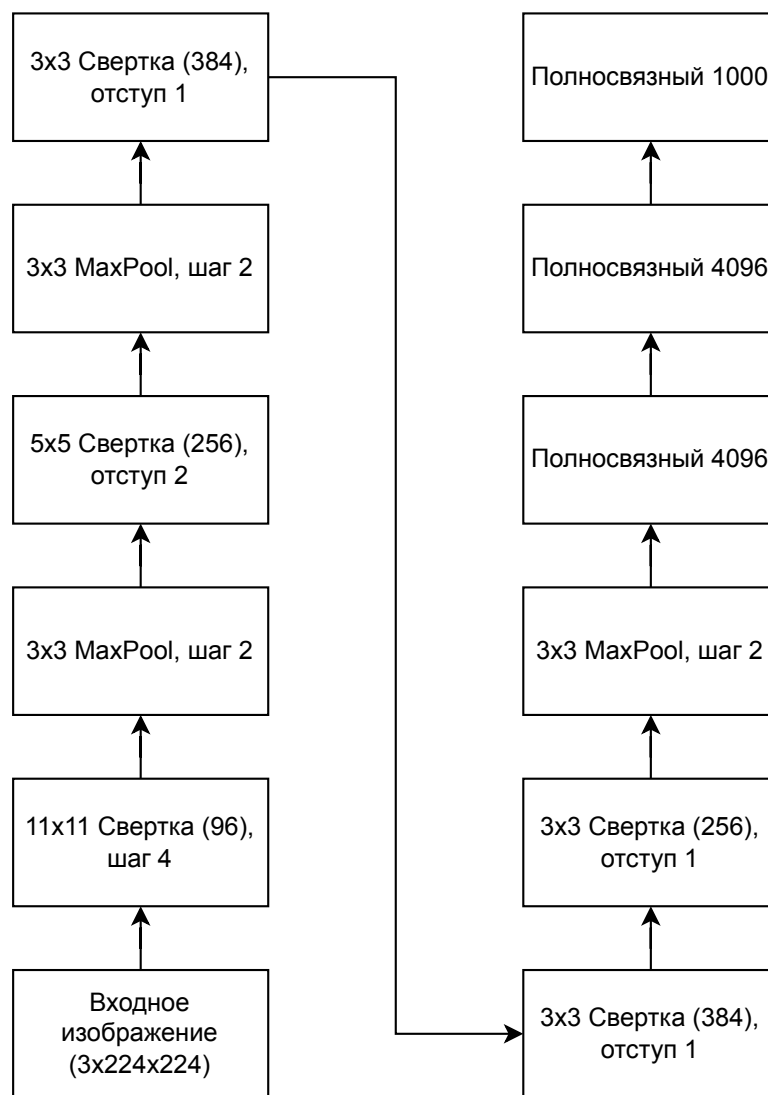 3x3 Свертка (384),
отступ 1
3x3 MaxPool, шаг 2
5x5 Свертка (256),
отступ 2
3x3 MaxPool, шаг 2
11x11 Свертка (96),
шаг 4
Входное
изображение
(3x224x224)
Полносвязный 1000
Полносвязный 4096
Полносвязный 4096
3x3 MaxPool, шаг 2
3x3 Свертка (256),
отступ 1
3x3 Свертка (384),
отступ 1